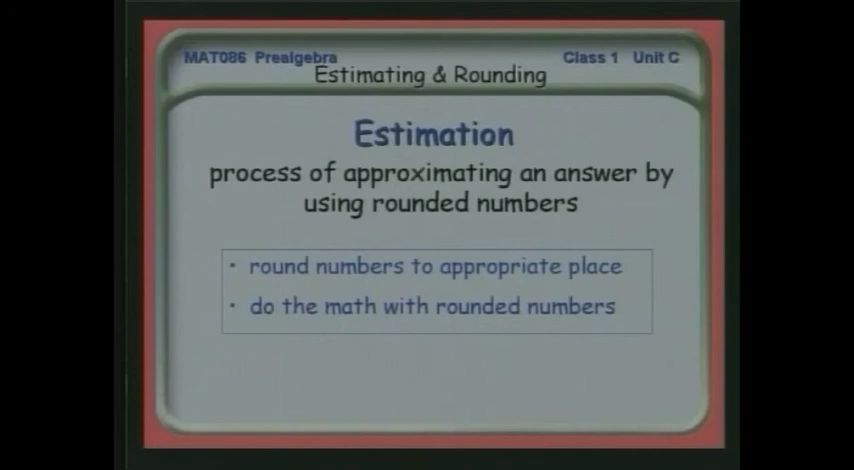 MAT086 Prealgebra Class 1 Unit C
Estimating & Rounding
Estimation
process of approximating an answer by
using rounded numbers
• round numbers to appropriate place
• do the math with rounded numbers